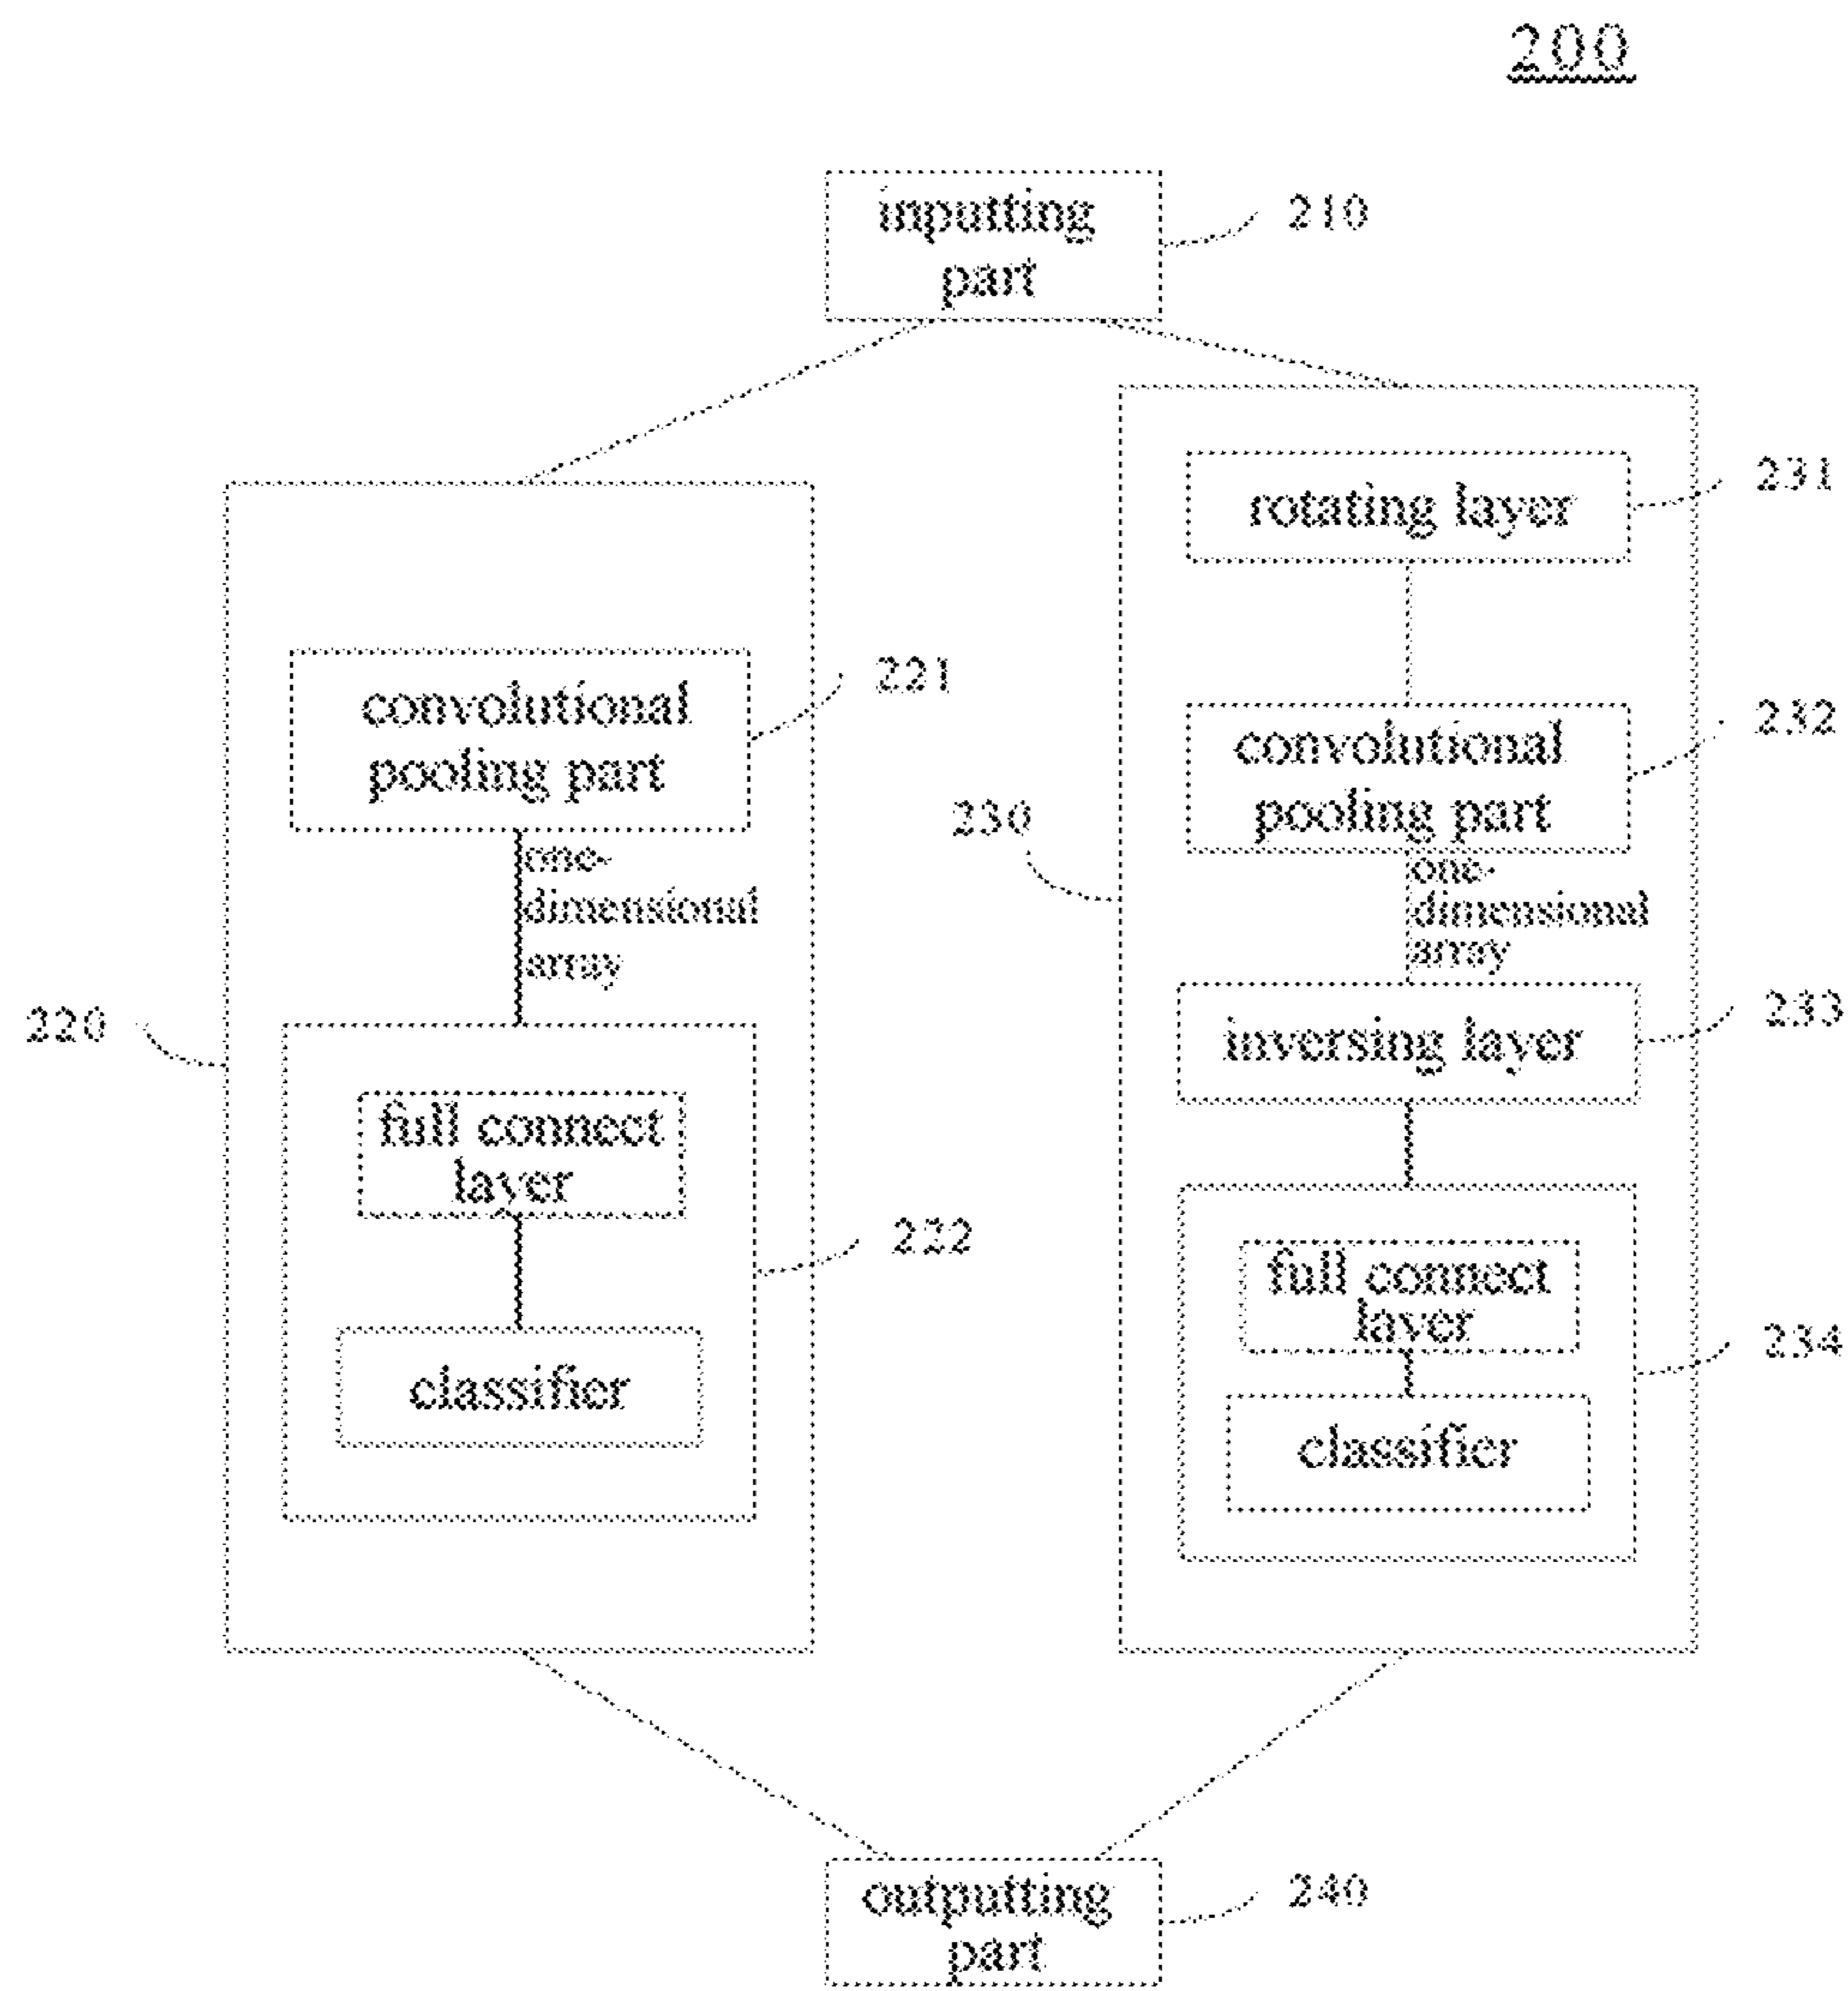 200
inputting
part
210
rotating layer
231
convolutional
pooling part
221
convolutional
pooling part
232
230
one-
dimensional
array
one-
dimensional
array
220
inversing layer
233
full connect
layer
222
full connect
layer
234
classifier
classifier
outputting
part
240